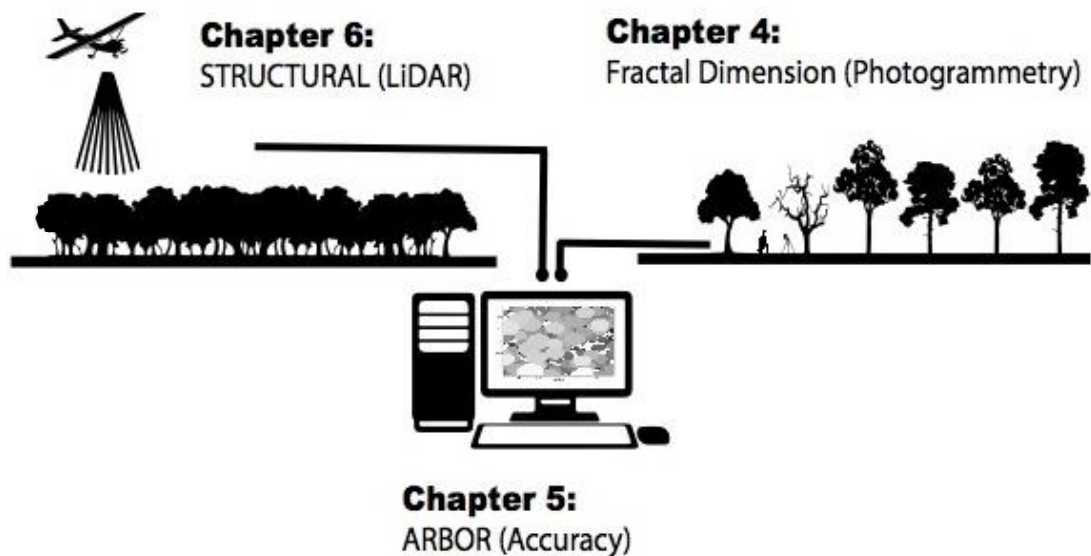 Chapter 6:
STRUCTURAL (LiDAR)
Chapter 4:
Fractal Dimension (Photogrammetry)
Chapter 5:
ARBOR (Accuracy)